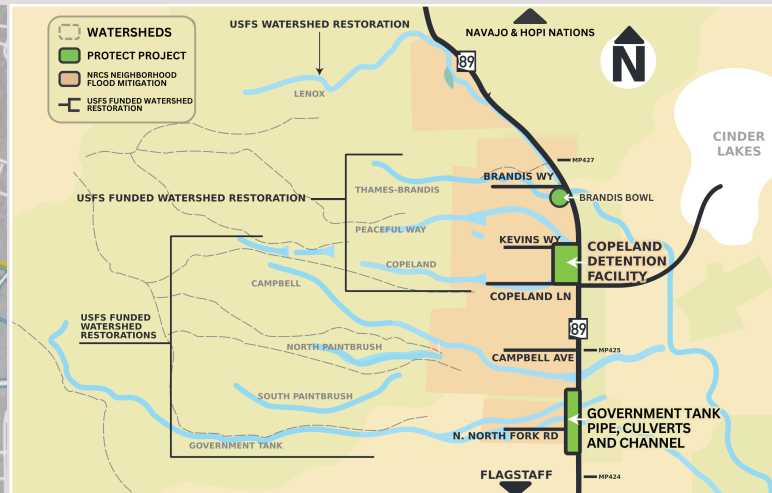 WATERSHEDS
PROTECT PROJECT
NRCS NEIGHBORHOOD
FLOOD MITIGATION
USFS FUNDED WATERSHED
RESTORATION
USFS WATERSHED RESTORATION
NAVAJO & HOPI NATIONS
N
89
LENOX
CINDER
LAKES
MP427
BRANDIS WY
THAMES-BRANDIS
USFS FUNDED WATERSHED RESTORATION
BRANDIS BOWL
PEACEFUL WAY
KEVINS WY
COPELAND
DETENTION
FACILITY
COPELAND
CAMPBELL
COPELAND LN
USFS FUNDED
WATERSHED
RESTORATIONS
89
NORTH PAINTBRUSH
MP425
CAMPBELL AVE
SOUTH PAINTBRUSH
GOVERNMENT TANK
PIPE, CULVERTS
AND CHANNEL
N. NORTH FORK RD
GOVERNMENT TANK
FLAGSTAFF
MP424